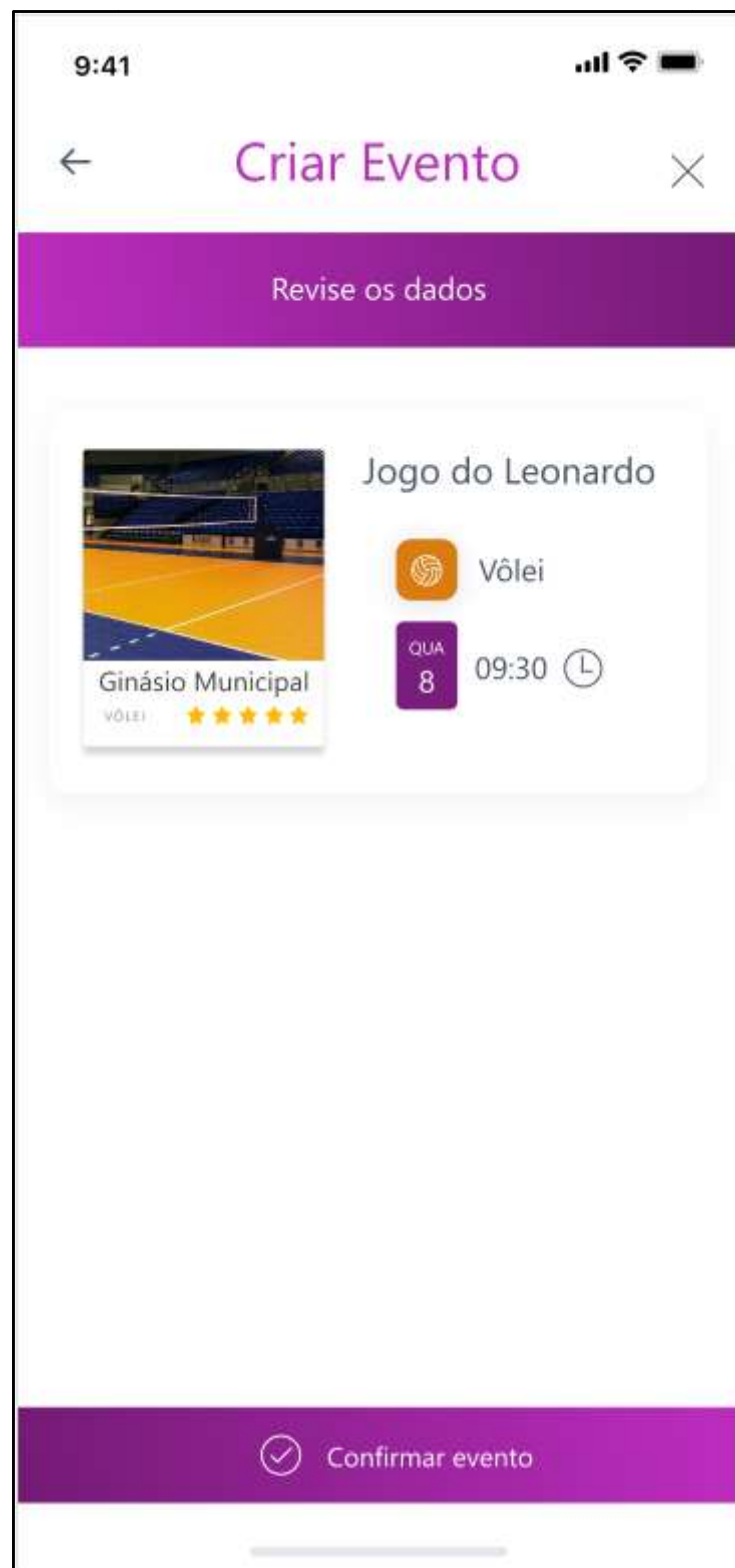 9:41
Criar Evento
Revise os dados
Jogo do Leonardo
Vôlei
QUA
8
09:30
Ginásio Municipal
VÔLEI
Confirmar evento